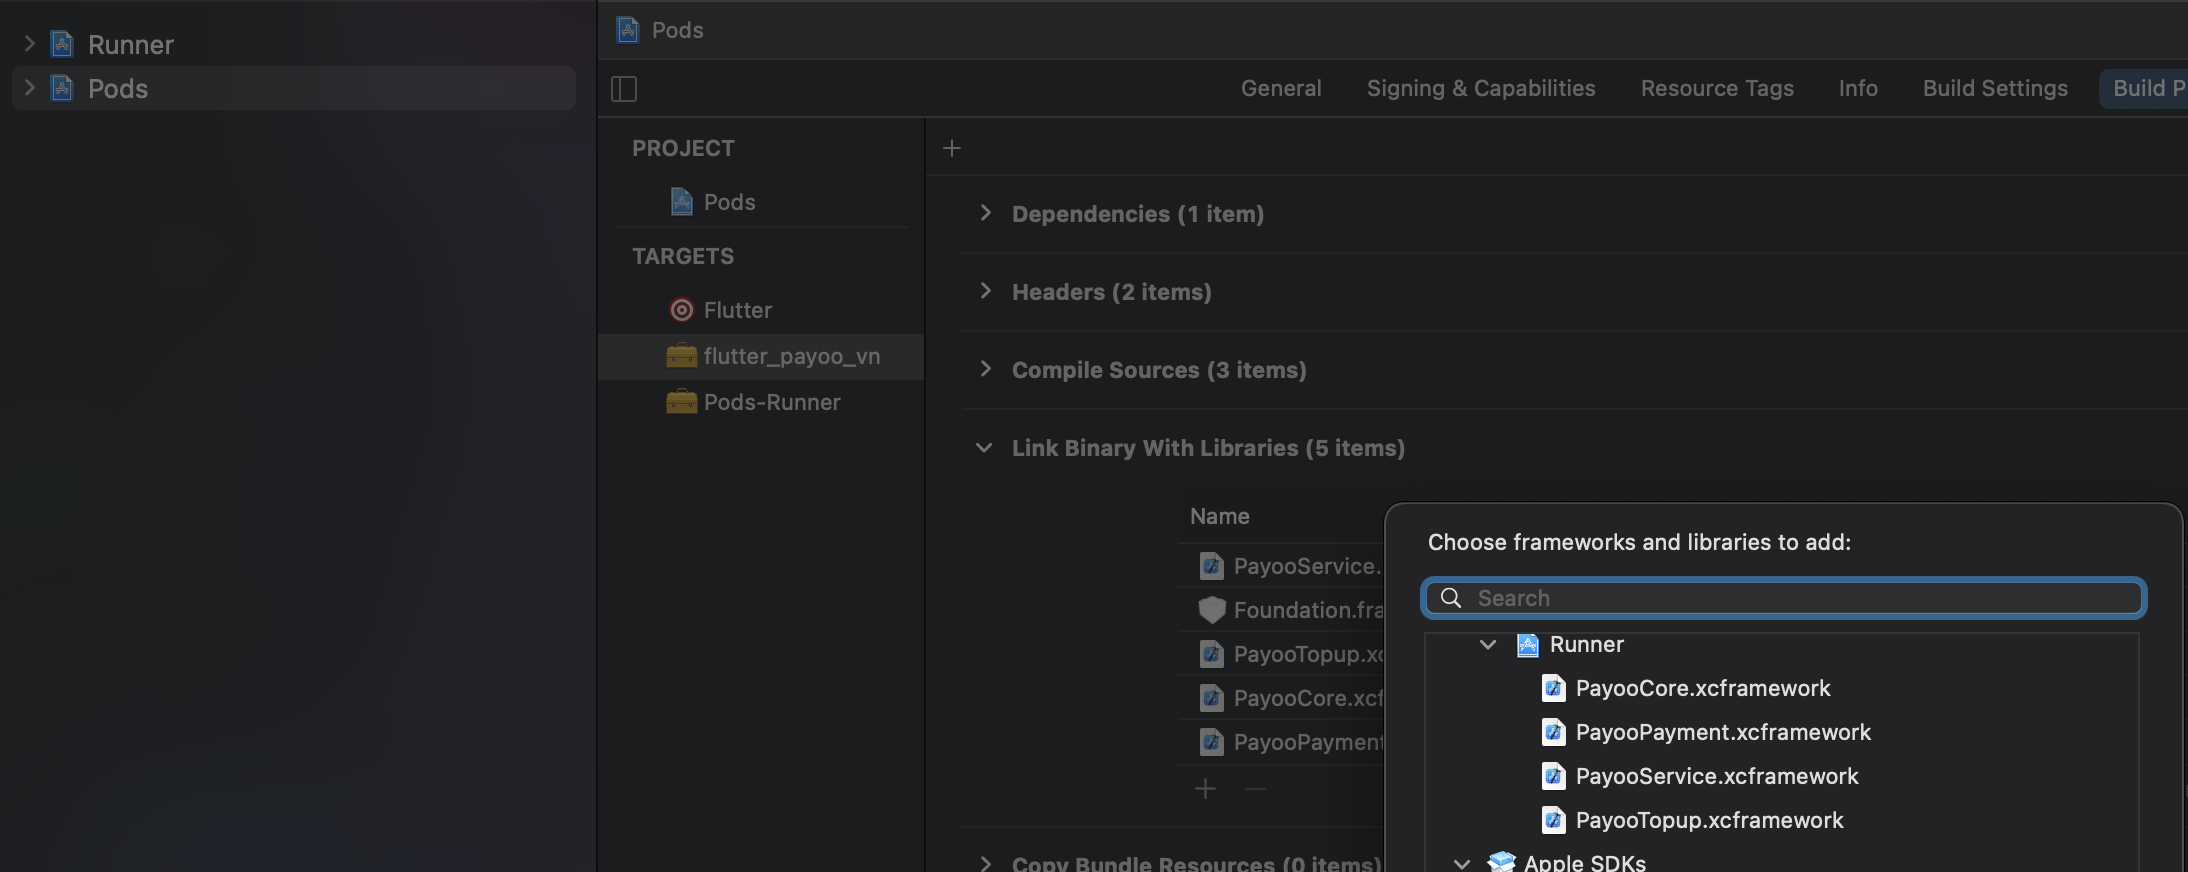 Runner
Pods
Pods
General
Signing & Capabilities
Resource Tags
Info
Build Settings
Build P
PROJECT
Pods
TARGETS
Flutter
flutter_payoo_vn
Pods-Runner
Dependencies (1 item)
Headers (2 items)
Compile Sources (3 items)
Link Binary With Libraries (5 items)
Name
PayooService.
Foundation.fra
PayooTopup.xc
PayooCore.xcf
PayooPayment
Copy Bundle Resources (0 items)
Choose frameworks and libraries to add:
Search
Runner
PayooCore.xcframework
PayooPayment.xcframework
PayooService.xcframework
PayooTopup.xcframework
Apple SDKs